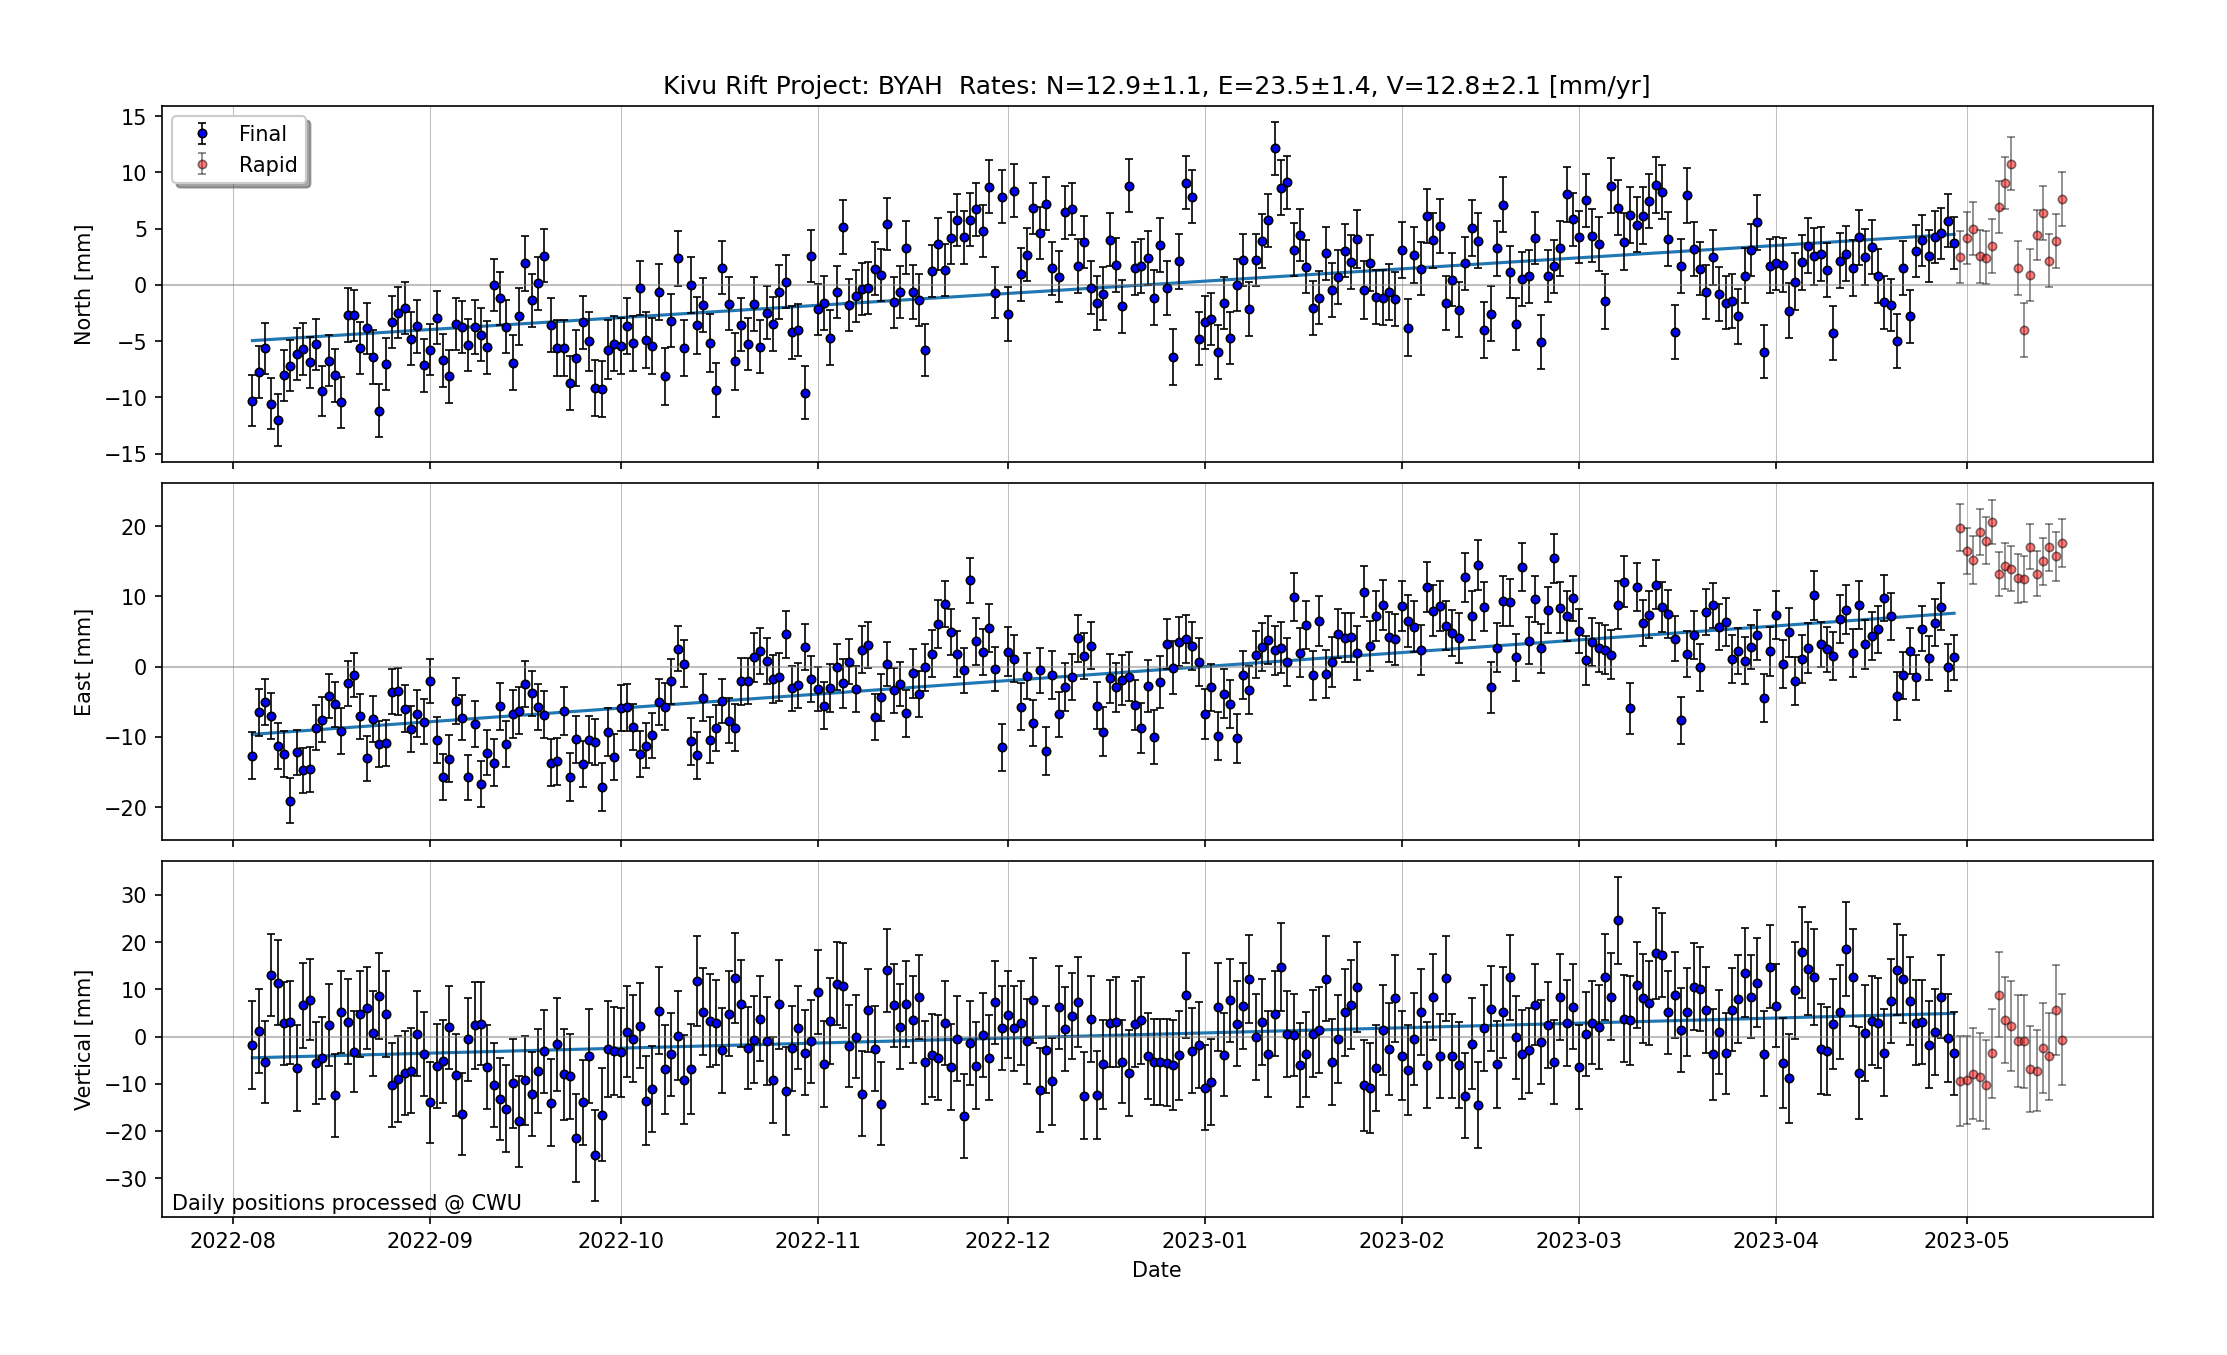 Kivu Rift Project: BYAH  Rates: N=12.9±1.1, E=23.5±1.4, V=12.8±2.1 [mm/yr]
Final
Rapid
North [mm]
15
10
5
0
−5
−10
−15
East [mm]
20
10
0
−10
−20
Vertical [mm]
30
20
10
0
−10
−20
−30
Daily positions processed @ CWU
2022-08 2022-09 2022-10 2022-11 2022-12 2023-01 2023-02 2023-03 2023-04 2023-05
Date